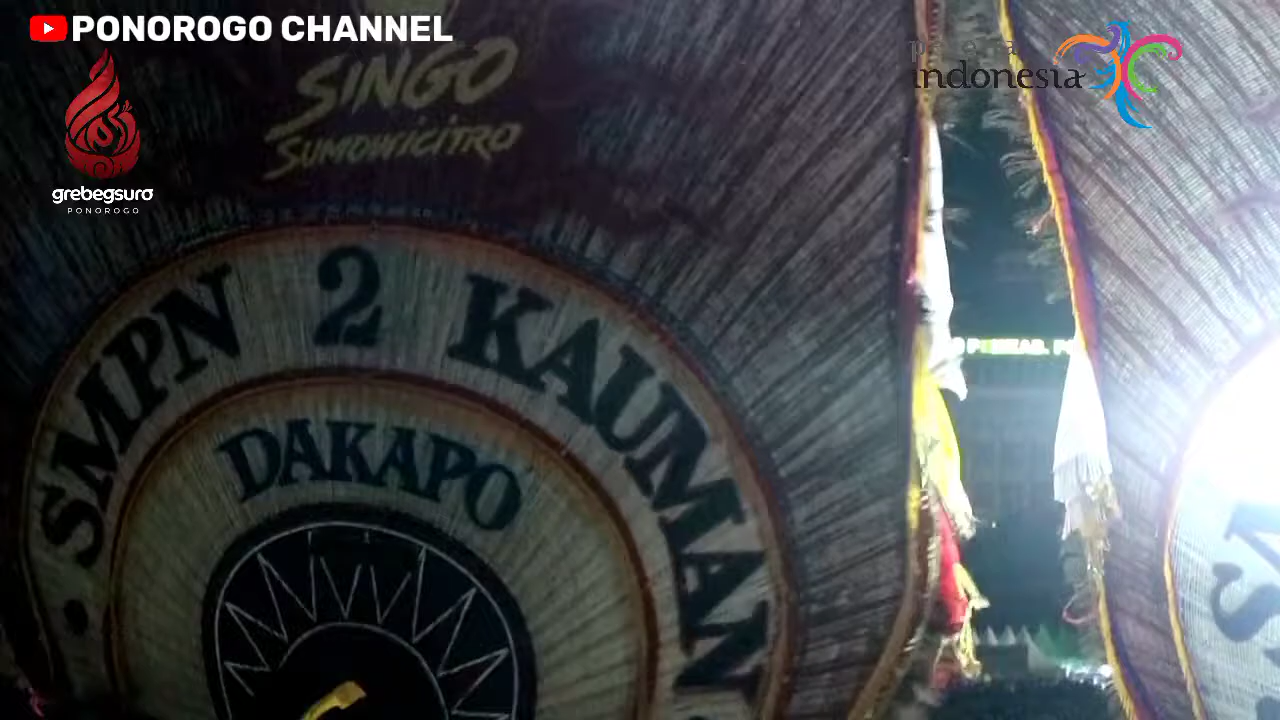 PONOROGO CHANNEL
grebegsuro
PONOROGO
indonesia
SINGO
SUMOWICITRO
SMPN 2 KAUMAN
DAKAPO